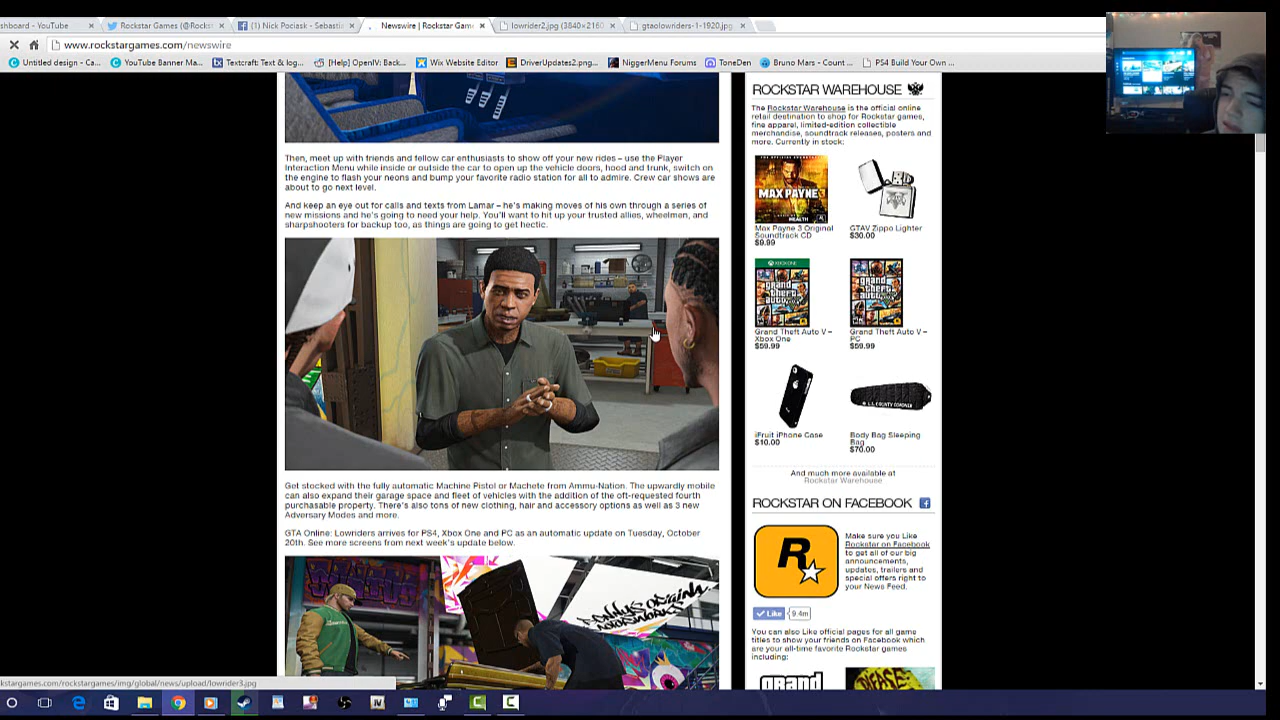 shboard - YouTube
Twitter Rockstar Games (@Rocks
(1) Nick Pociask - Sebasti
Newswire | Rockstar Gam
lowrider2.jpg (3840×2160
gtaolowriders-1-1920.jpg
www.rockstargames.com/newswire
Untitled design - Ca...
YouTube Banner Ma...
Textcraft: Text & log...
[Help] OpenIV: Back...
Wix Website Editor
DriverUpdates2.png...
NiggerMenu Forums
ToneDen
Bruno Mars - Count ...
PS4 Build Your Own ...
Then, meet up with friends and fellow car enthusiasts to show off your new rides – use the Player
Interaction Menu while inside or outside the car to open up the vehicle doors, hood and trunk, switch on
the engine to flash your neons and bump your favorite radio station for all to admire. Crew car shows are
about to go next level.
And keep an eye out for calls and texts from Lamar – he's making moves of his own through a series of
new missions and he's going to need your help. You'll want to hit up your trusted allies, wheelmen, and
sharpshooters for backup too, as things are going to get hectic.
Get stocked with the fully automatic Machine Pistol or Machete from Ammu-Nation. The upwardly mobile
can also expand their garage space and fleet of vehicles with the addition of the oft-requested fourth
purchasable property. There's also tons of new clothing, hair and accessory options as well as 3 new
Adversary Modes and more.
GTA Online: Lowriders arrives for PS4, Xbox One and PC as an automatic update on Tuesday, October
20th. See more screens from next week's update below.
ROCKSTAR WAREHOUSE
The Rockstar Warehouse is the official online
retail destination to shop for Rockstar games,
fine apparel, limited-edition collectible
merchandise, soundtrack releases, posters and
more. Currently in stock:
MAX PAYNE
HEALTH
Max Payne 3 Original
Soundtrack CD
$9.99
GTAV Zippo Lighter
$30.00
XBOX ONE
grand
theft
auto
Grand Theft Auto V –
Xbox One
$59.99
grand
theft
auto
Grand Theft Auto V –
PC
$59.99
iFruit iPhone Case
$10.00
L.S. COUNTY CORONER
Body Bag Sleeping
Bag
$70.00
And much more available at
Rockstar Warehouse
ROCKSTAR ON FACEBOOK
R
Make sure you Like
Rockstar on Facebook
to get all of our big
announcements,
updates, trailers and
special offers right to
your News Feed.
Like
9.4m
You can also Like official pages for all game
titles to show your friends on Facebook which
are your all-time favorite Rockstar games
including:
grand
kstargames.com/rockstargames/img/global/news/upload/lowrider3.jpg